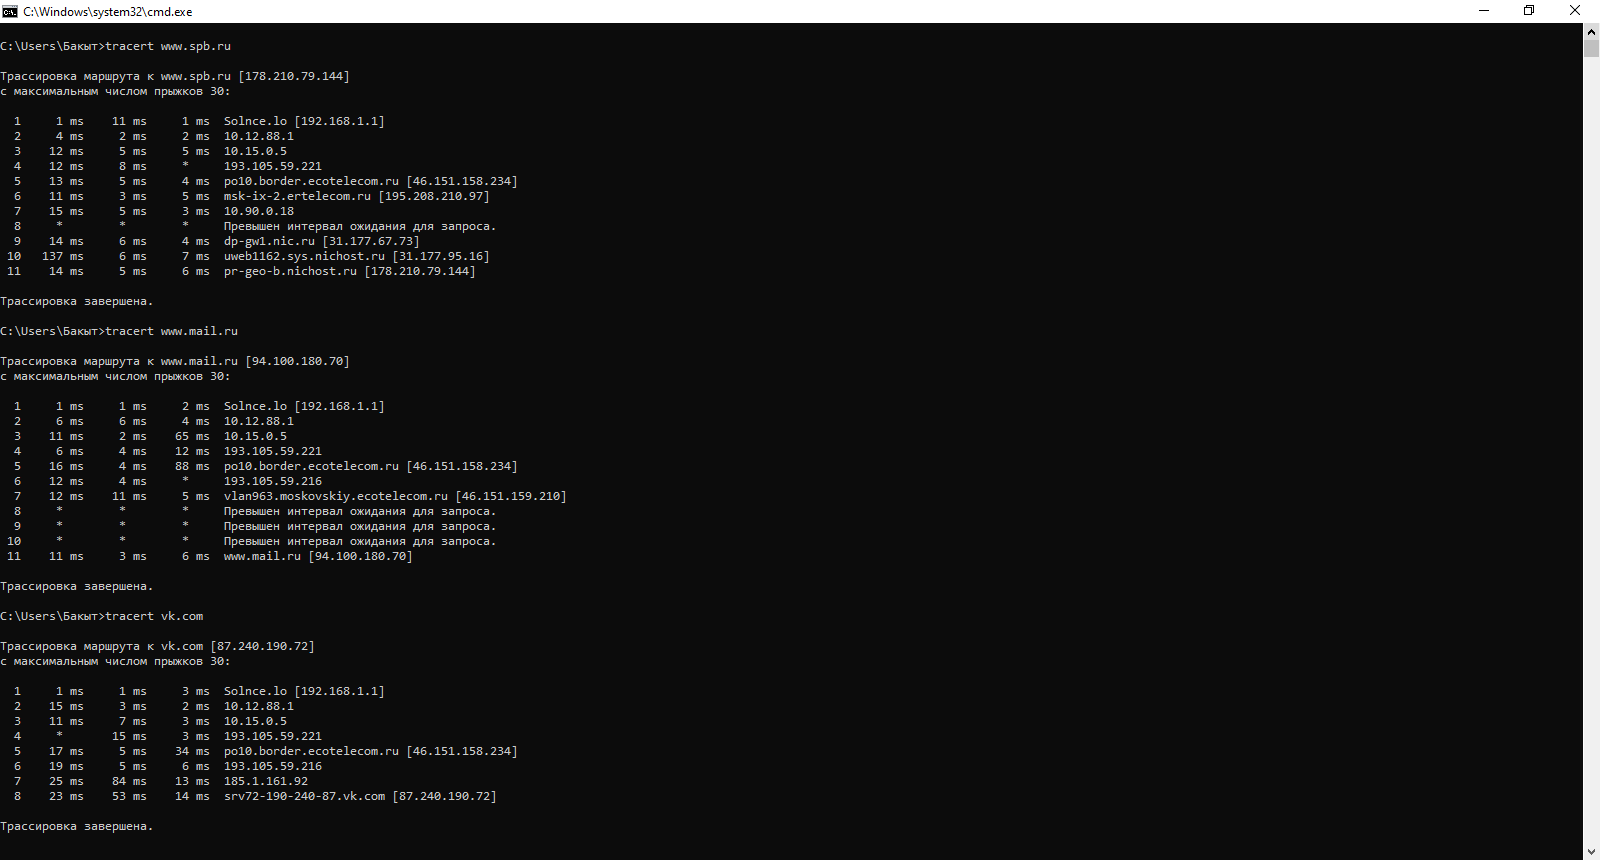 C:\Windows\system32\cmd.exe
C:\Users\Бакыт>tracert www.spb.ru
Трассировка маршрута к www.spb.ru [178.210.79.144]
с максимальным числом прыжков 30:
1 1 ms 11 ms 1 ms Solnce.lo [192.168.1.1]
2 4 ms 2 ms 2 ms 10.12.88.1
3 12 ms 5 ms 5 ms 10.15.0.5
4 12 ms 8 ms * 193.105.59.221
5 13 ms 5 ms 4 ms po10.border.ecotelecom.ru [46.151.158.234]
6 11 ms 3 ms 5 ms msk-ix-2.ertelecom.ru [195.208.210.97]
7 15 ms 5 ms 3 ms 10.90.0.18
8 * * * Превышен интервал ожидания для запроса.
9 14 ms 6 ms 4 ms dp-gw1.nic.ru [31.177.67.73]
10 137 ms 6 ms 7 ms uweb1162.sys.nichost.ru [31.177.95.16]
11 14 ms 5 ms 6 ms pr-geo-b.nichost.ru [178.210.79.144]
Трассировка завершена.
C:\Users\Бакыт>tracert www.mail.ru
Трассировка маршрута к www.mail.ru [94.100.180.70]
с максимальным числом прыжков 30:
1 1 ms 1 ms 2 ms Solnce.lo [192.168.1.1]
2 6 ms 6 ms 4 ms 10.12.88.1
3 11 ms 2 ms 65 ms 10.15.0.5
4 6 ms 4 ms 12 ms 193.105.59.221
5 16 ms 4 ms 88 ms po10.border.ecotelecom.ru [46.151.158.234]
6 12 ms 4 ms * 193.105.59.216
7 12 ms 11 ms 5 ms vlan963.moskovskiy.ecotelecom.ru [46.151.159.210]
8 * * * Превышен интервал ожидания для запроса.
9 * * * Превышен интервал ожидания для запроса.
10 * * * Превышен интервал ожидания для запроса.
11 11 ms 3 ms 6 ms www.mail.ru [94.100.180.70]
Трассировка завершена.
C:\Users\Бакыт>tracert vk.com
Трассировка маршрута к vk.com [87.240.190.72]
с максимальным числом прыжков 30:
1 1 ms 1 ms 3 ms Solnce.lo [192.168.1.1]
2 15 ms 3 ms 2 ms 10.12.88.1
3 11 ms 7 ms 3 ms 10.15.0.5
4 * 15 ms 3 ms 193.105.59.221
5 17 ms 5 ms 34 ms po10.border.ecotelecom.ru [46.151.158.234]
6 19 ms 5 ms 6 ms 193.105.59.216
7 25 ms 84 ms 13 ms 185.1.161.92
8 23 ms 53 ms 14 ms srv72-190-240-87.vk.com [87.240.190.72]
Трассировка завершена.